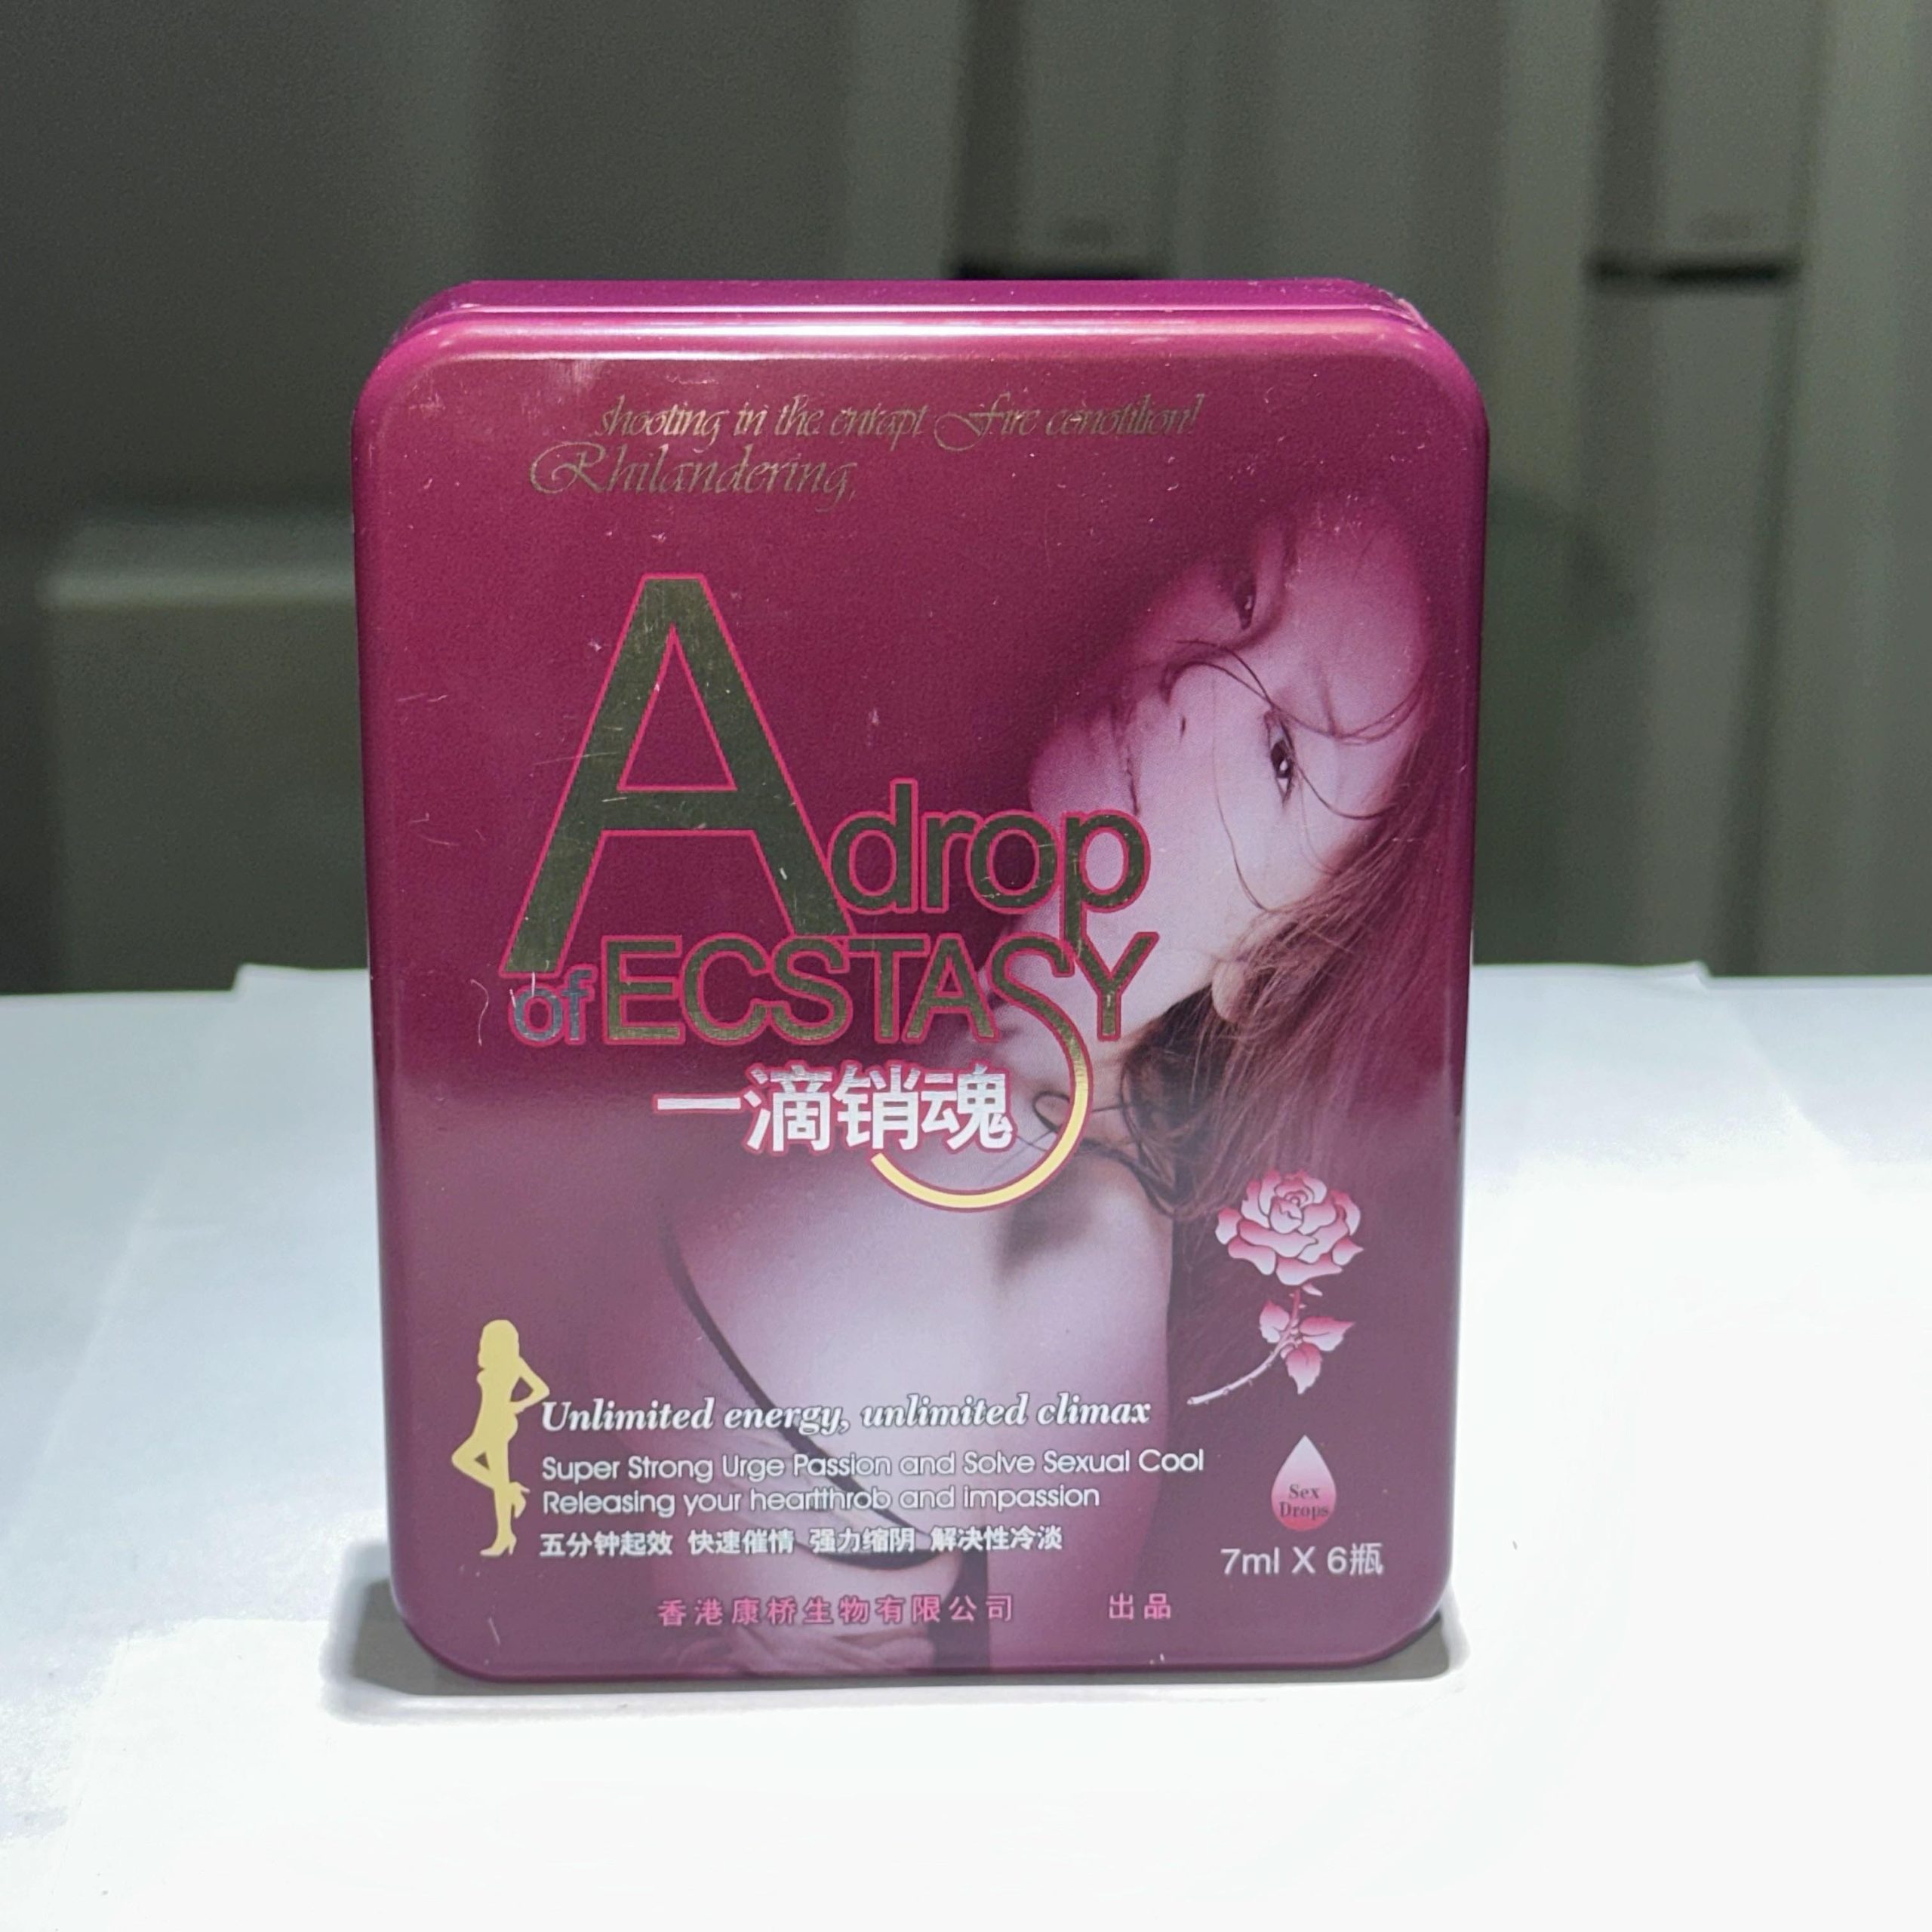 shooting in the enrapt Fire conotilion!
Rhilandering,
A drop
of ECSTASY
一滴销魂
Unlimited energy, unlimited climax
Super Strong Urge Passion and Solve Sexual Cool
Releasing your heartthrob and impassion
五分钟起效 快速催情 强力缩阴 解决性冷淡
Sex
Drops
7ml X 6瓶
香港康桥生物有限公司 出品